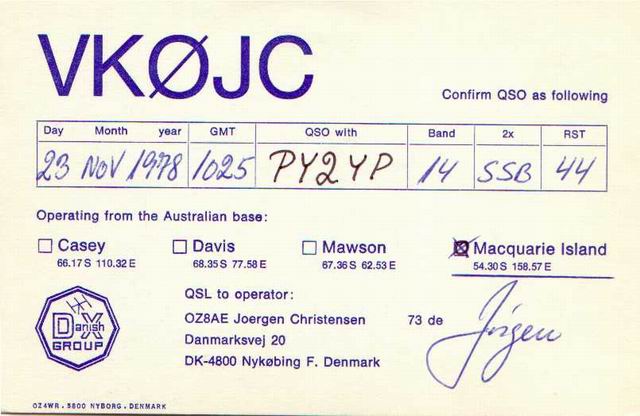 VKØJC
Confirm QSO as following
Day Month year GMT QSO with Band 2x RST
23 NOV 1978 1025 PY2YP 14 SSB 44
Operating from the Australian base:
Casey Davis Mawson Macquarie Island
66.17 S 110.32 E 68.35 S 77.58 E 67.36 S 62.53 E 54.30 S 158.57 E
QSL to operator:
OZ8AE Joergen Christensen 73 de Jörgen
Danmarksvej 20
DK-4800 Nykøbing F. Denmark
Danish DX GROUP
OZ4WR . 5800 NYBORG . DENMARK